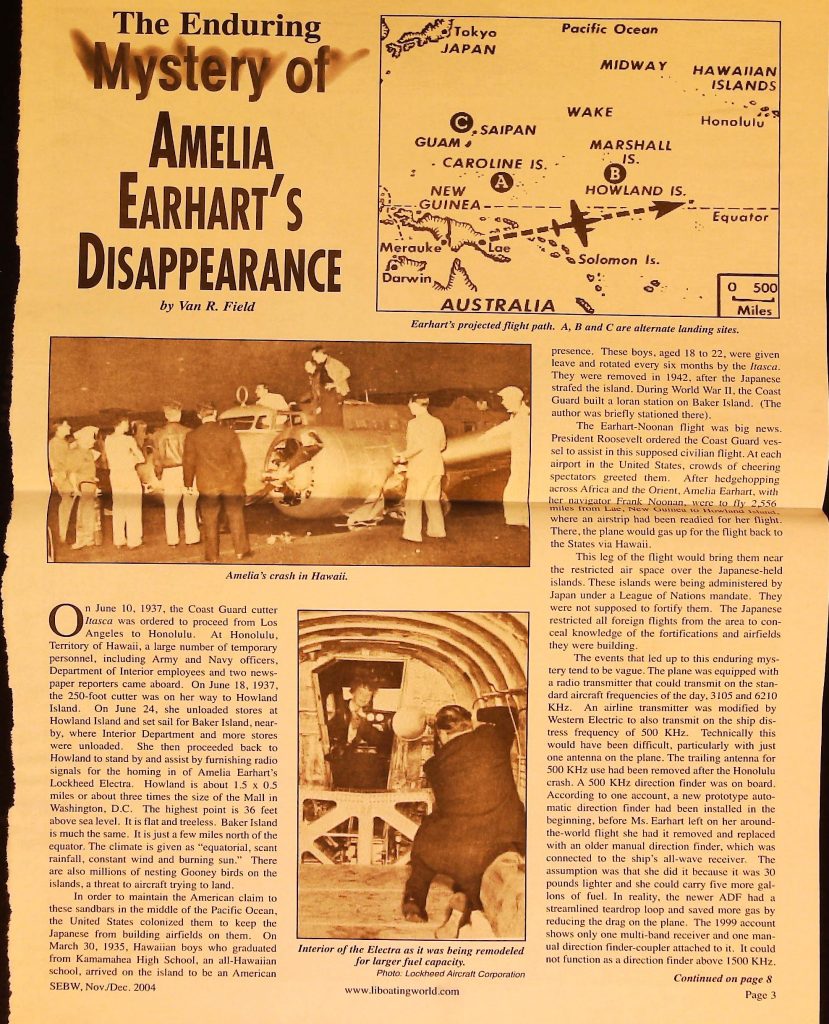 The Enduring
Mystery of
AMELIA
EARHART'S
DISAPPEARANCE
by Van R. Field
Tokyo
JAPAN
Pacific Ocean
MIDWAY
HAWAIIAN
ISLANDS
WAKE
Honolulu
C
SAIPAN
GUAM
MARSHALL
IS.
CAROLINE IS.
A
B
HOWLAND IS.
NEW
GUINEA
Equator
Merauke
Lae
Solomon Is.
Darwin
AUSTRALIA
0 500
Miles
Earhart's projected flight path. A, B and C are alternate landing sites.
Amelia's crash in Hawaii.
On June 10, 1937, the Coast Guard cutter
Itasca was ordered to proceed from Los
Angeles to Honolulu. At Honolulu,
Territory of Hawaii, a large number of temporary
personnel, including Army and Navy officers,
Department of Interior employees and two news-
paper reporters came aboard. On June 18, 1937,
the 250-foot cutter was on her way to Howland
Island. On June 24, she unloaded stores at
Howland Island and set sail for Baker Island, near-
by, where Interior Department and more stores
were unloaded. She then proceeded back to
Howland to stand by and assist by furnishing radio
signals for the homing in of Amelia Earhart's
Lockheed Electra. Howland is about 1.5 x 0.5
miles or about three times the size of the Mall in
Washington, D.C. The highest point is 36 feet
above sea level. It is flat and treeless. Baker Island
is much the same. It is just a few miles north of the
equator. The climate is given as "equatorial, scant
rainfall, constant wind and burning sun." There
are also millions of nesting Gooney birds on the
islands, a threat to aircraft trying to land.
In order to maintain the American claim to
these sandbars in the middle of the Pacific Ocean,
the United States colonized them to keep the
Japanese from building airfields on them. On
March 30, 1935, Hawaiian boys who graduated
from Kamamahea High School, an all-Hawaiian
school, arrived on the island to be an American
Interior of the Electra as it was being remodeled
for larger fuel capacity.
Photo: Lockheed Aircraft Corporation
presence. These boys, aged 18 to 22, were given
leave and rotated every six months by the Itasca.
They were removed in 1942, after the Japanese
strafed the island. During World War II, the Coast
Guard built a loran station on Baker Island. (The
author was briefly stationed there).
The Earhart-Noonan flight was big news.
President Roosevelt ordered the Coast Guard ves-
sel to assist in this supposed civilian flight. At each
airport in the United States, crowds of cheering
spectators greeted them. After hedgehopping
across Africa and the Orient, Amelia Earhart, with
her navigator Frank Noonan, were to fly 2,556
miles from Lae, New Guinea to Howland Island,
where an airstrip had been readied for her flight.
There, the plane would gas up for the flight back to
the States via Hawaii.
This leg of the flight would bring them near
the restricted air space over the Japanese-held
islands. These islands were being administered by
Japan under a League of Nations mandate. They
were not supposed to fortify them. The Japanese
restricted all foreign flights from the area to con-
ceal knowledge of the fortifications and airfields
they were building.
The events that led up to this enduring mys-
tery tend to be vague. The plane was equipped with
a radio transmitter that could transmit on the stan-
dard aircraft frequencies of the day, 3105 and 6210
KHz. An airline transmitter was modified by
Western Electric to also transmit on the ship dis-
tress frequency of 500 KHz. Technically this
would have been difficult, particularly with just
one antenna on the plane. The trailing antenna for
500 KHz use had been removed after the Honolulu
crash. A 500 KHz direction finder was on board.
According to one account, a new prototype auto-
matic direction finder had been installed in the
beginning, before Ms. Earhart left on her around-
the-world flight she had it removed and replaced
with an older manual direction finder, which was
connected to the ship's all-wave receiver. The
assumption was that she did it because it was 30
pounds lighter and she could carry five more gal-
lons of fuel. In reality, the newer ADF had a
streamlined teardrop loop and saved more gas by
reducing the drag on the plane. The 1999 account
shows only one multi-band receiver and one man-
ual direction finder-coupler attached to it. It could
not function as a direction finder above 1500 KHz.
Continued on page 8
SEBW, Nov./Dec. 2004
www.liboatingworld.com
Page 3